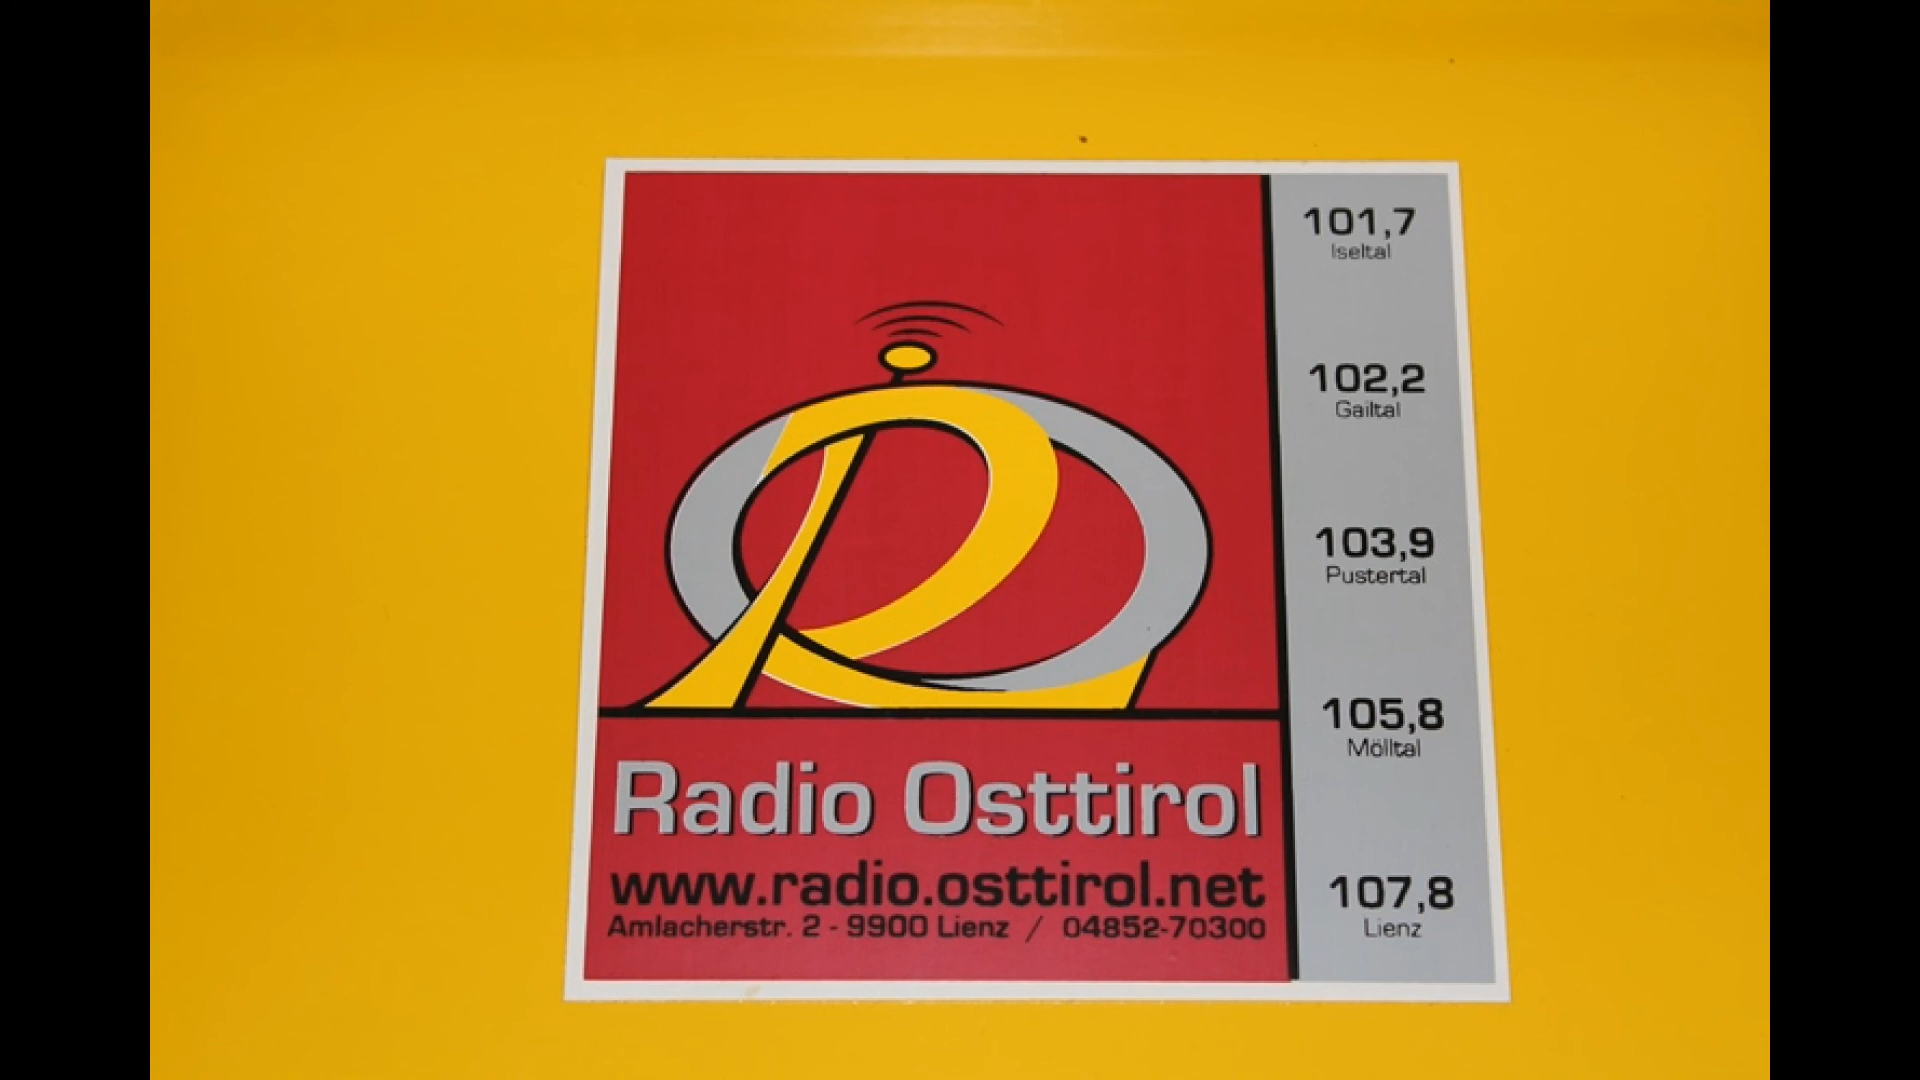 101,7
Iseltal
102,2
Gailtal
103,9
Pustertal
105,8
Mölltal
107,8
Lienz
Radio Osttirol
www.radio.osttirol.net
Amlacherstr. 2 - 9900 Lienz / 04852-70300